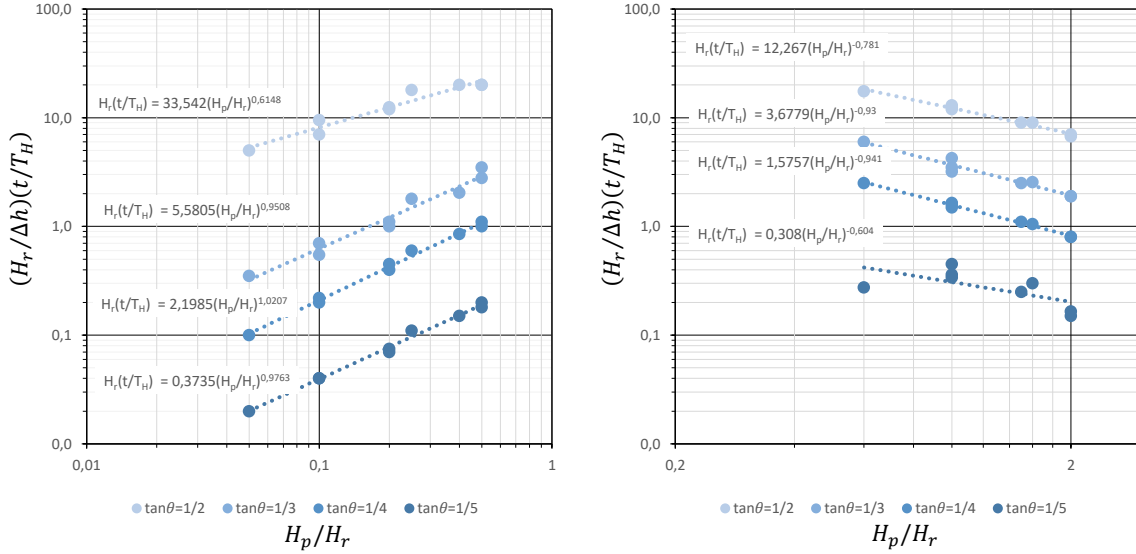 100,0
10,0
1,0
0,1
0,0
(H_r/Δh)(t/T_H)
H_r(t/T_H) = 33,542(H_p/H_r)^0,6148
H_r(t/T_H) = 5,5805(H_p/H_r)^0,9508
H_r(t/T_H) = 2,1985(H_p/H_r)^1,0207
H_r(t/T_H) = 0,3735(H_p/H_r)^0,9763
0,01 0,1 1
tanθ=1/2 tanθ=1/3 tanθ=1/4 tanθ=1/5
H_p/H_r
100,0
10,0
1,0
0,1
0,0
(H_r/Δh)(t/T_H)
H_r(t/T_H) = 12,267(H_p/H_r)^-0,781
H_r(t/T_H) = 3,6779(H_p/H_r)^-0,93
H_r(t/T_H) = 1,5757(H_p/H_r)^-0,941
H_r(t/T_H) = 0,308(H_p/H_r)^-0,604
0,2 2
tanθ=1/2 tanθ=1/3 tanθ=1/4 tanθ=1/5
H_p/H_r